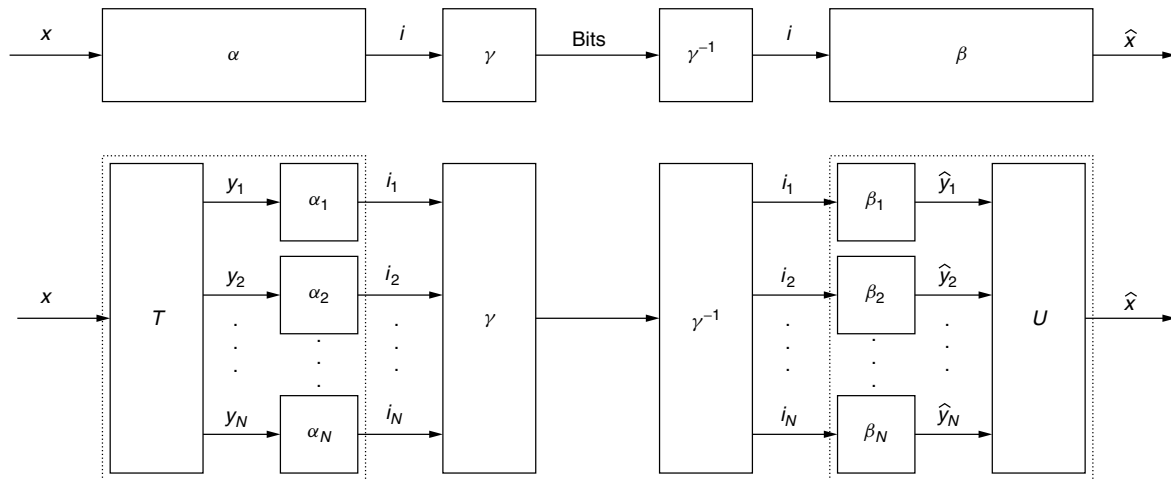 x α i γ Bits γ⁻¹ i β x̂
y₁ α₁ i₁ i₁ β₁ ŷ₁
y₂ α₂ i₂ i₂ β₂ ŷ₂
x T γ γ⁻¹ U x̂
y_N α_N i_N i_N β_N ŷ_N